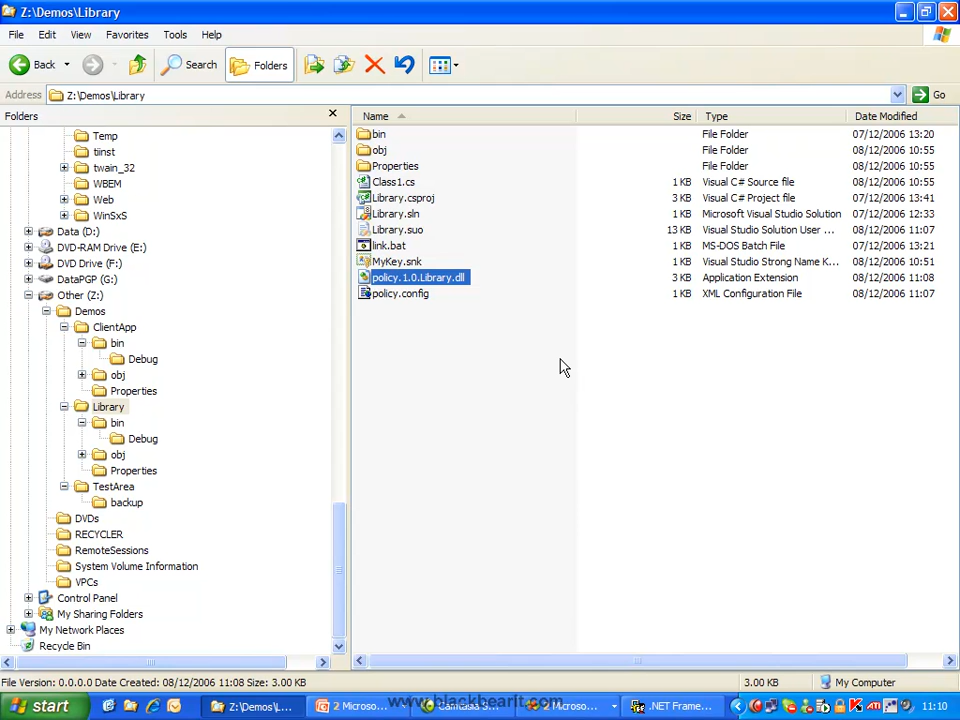 Z:\Demos\Library
File Edit View Favorites Tools Help
Back Search Folders
Address Z:\Demos\Library Go
Folders
Temp
tiinst
twain_32
WBEM
Web
WinSxS
Data (D:)
DVD-RAM Drive (E:)
DVD Drive (F:)
DataPGP (G:)
Other (Z:)
Demos
ClientApp
bin
Debug
obj
Properties
Library
bin
Debug
obj
Properties
TestArea
backup
DVDs
RECYCLER
RemoteSessions
System Volume Information
VPCs
Control Panel
My Sharing Folders
My Network Places
Recycle Bin
Name Size Type Date Modified
bin File Folder 07/12/2006 13:20
obj File Folder 08/12/2006 10:55
Properties File Folder 08/12/2006 10:55
Class1.cs 1 KB Visual C# Source file 08/12/2006 10:55
Library.csproj 3 KB Visual C# Project file 07/12/2006 13:41
Library.sln 1 KB Microsoft Visual Studio Solution 07/12/2006 12:33
Library.suo 13 KB Visual Studio Solution User ... 08/12/2006 11:07
link.bat 1 KB MS-DOS Batch File 07/12/2006 13:21
MyKey.snk 1 KB Visual Studio Strong Name K... 08/12/2006 10:51
policy.1.0.Library.dll 3 KB Application Extension 08/12/2006 11:08
policy.config 1 KB XML Configuration File 08/12/2006 11:07
File Version: 0.0.0.0 Date Created: 08/12/2006 11:08 Size: 3.00 KB 3.00 KB My Computer
start Z:\Demos\L... 2 Microso... Camtasia S... 2 Microso... .NET Frame... 11:10
www.blackbearit.com